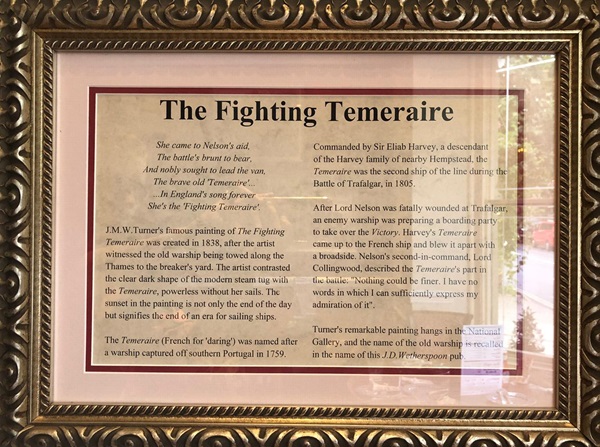 The Fighting Temeraire
She came to Nelson's aid,
The battle's brunt to bear,
And nobly sought to lead the van,
The brave old 'Temeraire'...
...In England's song forever
She's the 'Fighting Temeraire'.
J.M.W.Turner's famous painting of The Fighting
Temeraire was created in 1838, after the artist
witnessed the old warship being towed along the
Thames to the breaker's yard. The artist contrasted
the clear dark shape of the modern steam tug with
the Temeraire, powerless without her sails. The
sunset in the painting is not only the end of the day
but signifies the end of an era for sailing ships.
The Temeraire (French for 'daring') was named after
a warship captured off southern Portugal in 1759.
Commanded by Sir Eliab Harvey, a descendant
of the Harvey family of nearby Hempstead, the
Temeraire was the second ship of the line during the
Battle of Trafalgar, in 1805.
After Lord Nelson was fatally wounded at Trafalgar,
an enemy warship was preparing a boarding party
to take over the Victory. Harvey's Temeraire
came up to the French ship and blew it apart with
a broadside. Nelson's second-in-command, Lord
Collingwood, described the Temeraire's part in
the battle: "Nothing could be finer. I have no
words in which I can sufficiently express my
admiration of it".
Turner's remarkable painting hangs in the National
Gallery, and the name of the old warship is recalled
in the name of this J.D.Wetherspoon pub.